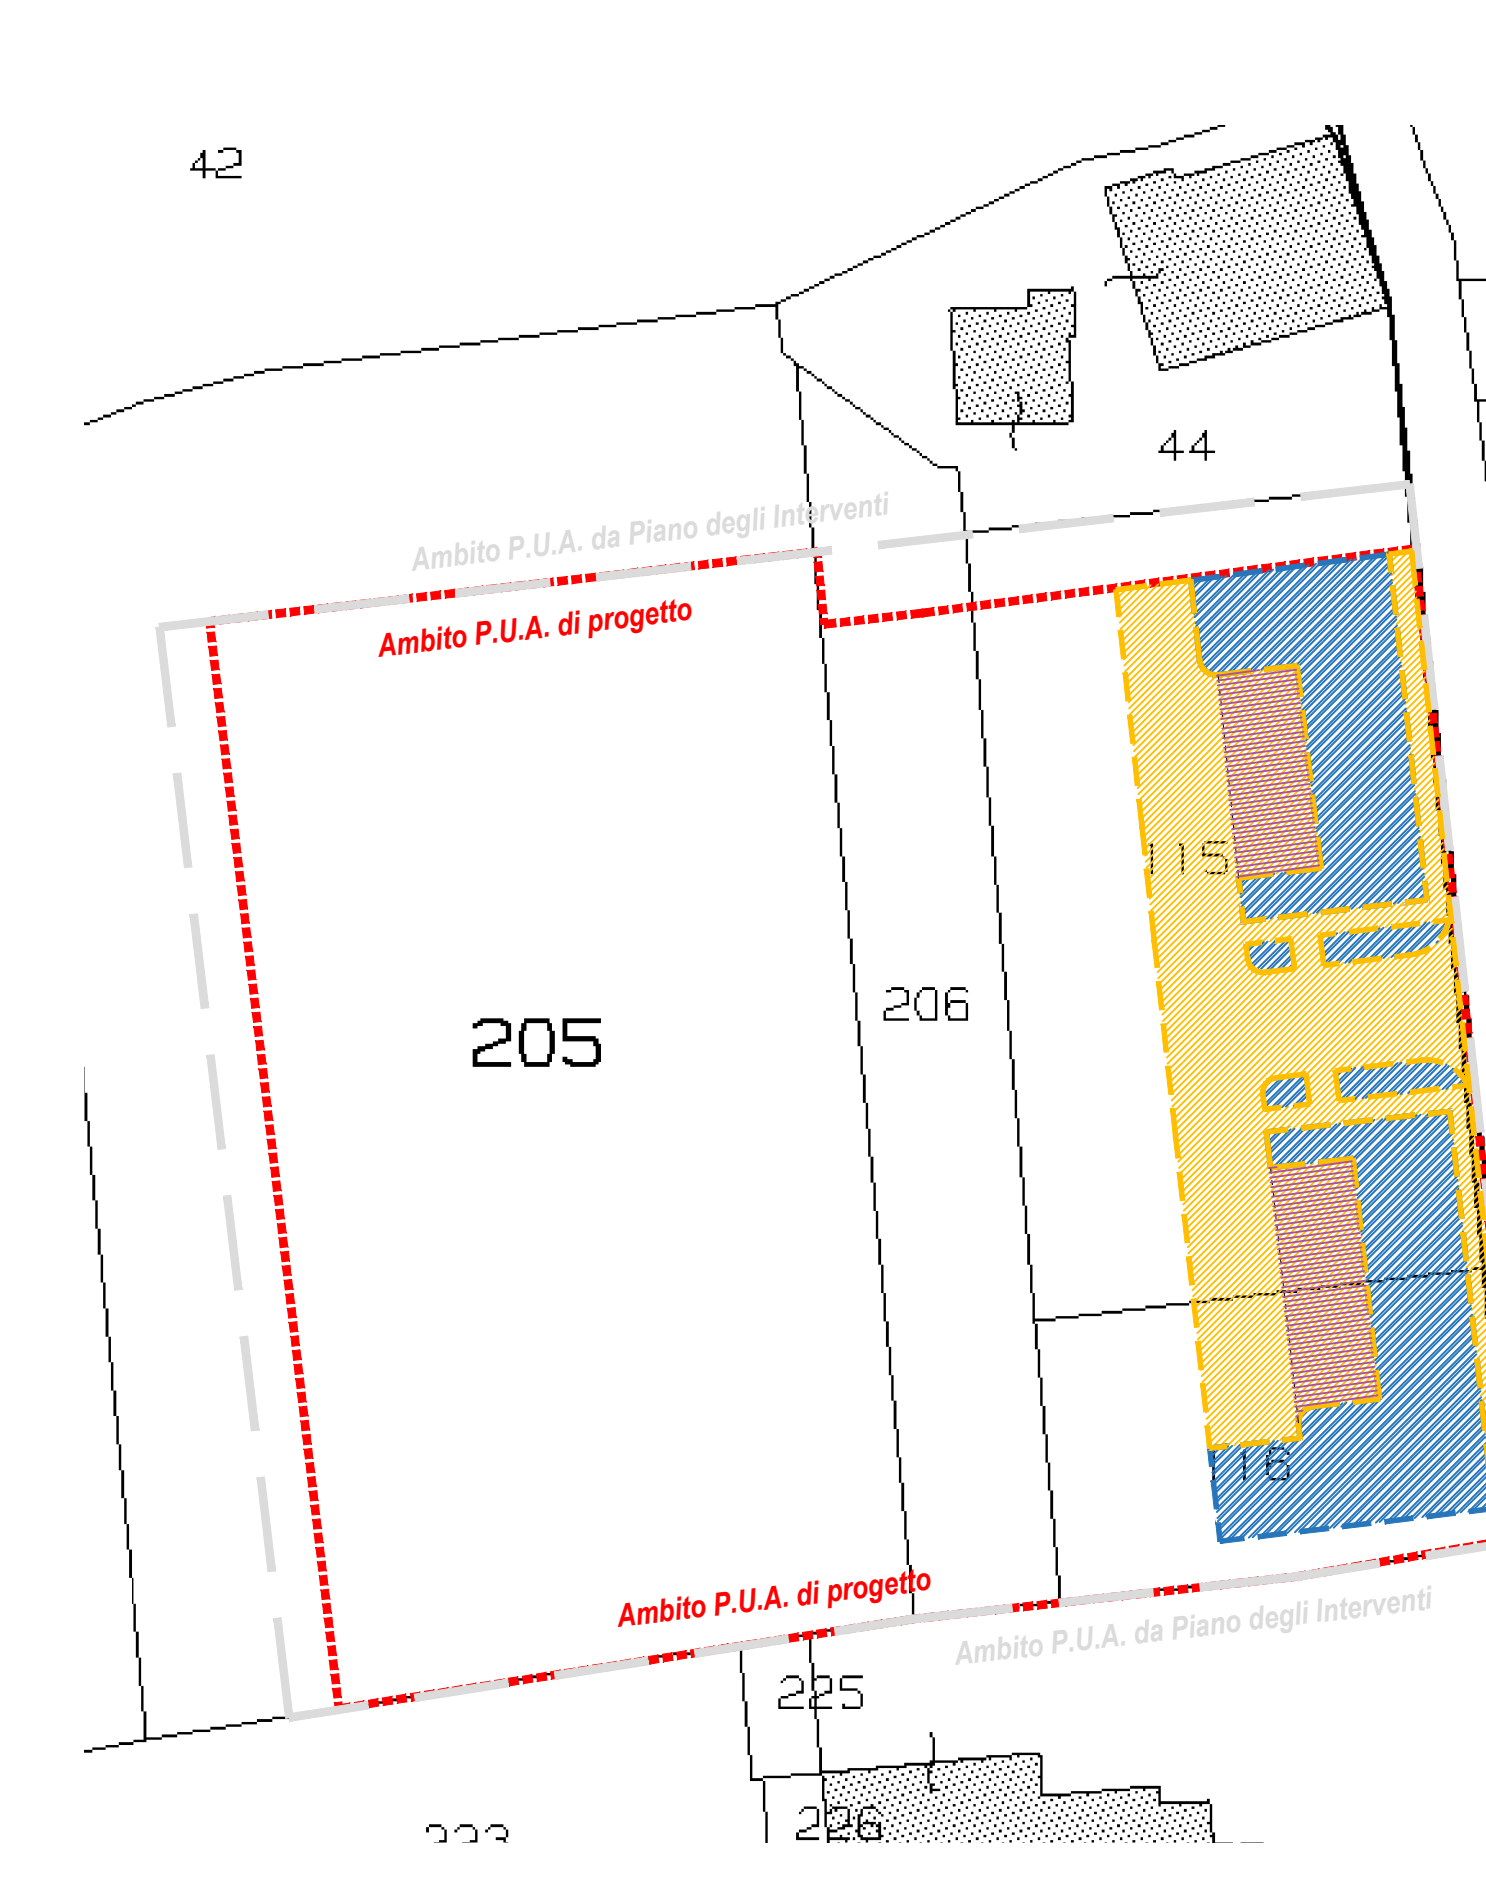 42
44
Ambito P.U.A. da Piano degli Interventi
Ambito P.U.A. di progetto
115
206
205
116
Ambito P.U.A. di progetto
Ambito P.U.A. da Piano degli Interventi
225
226